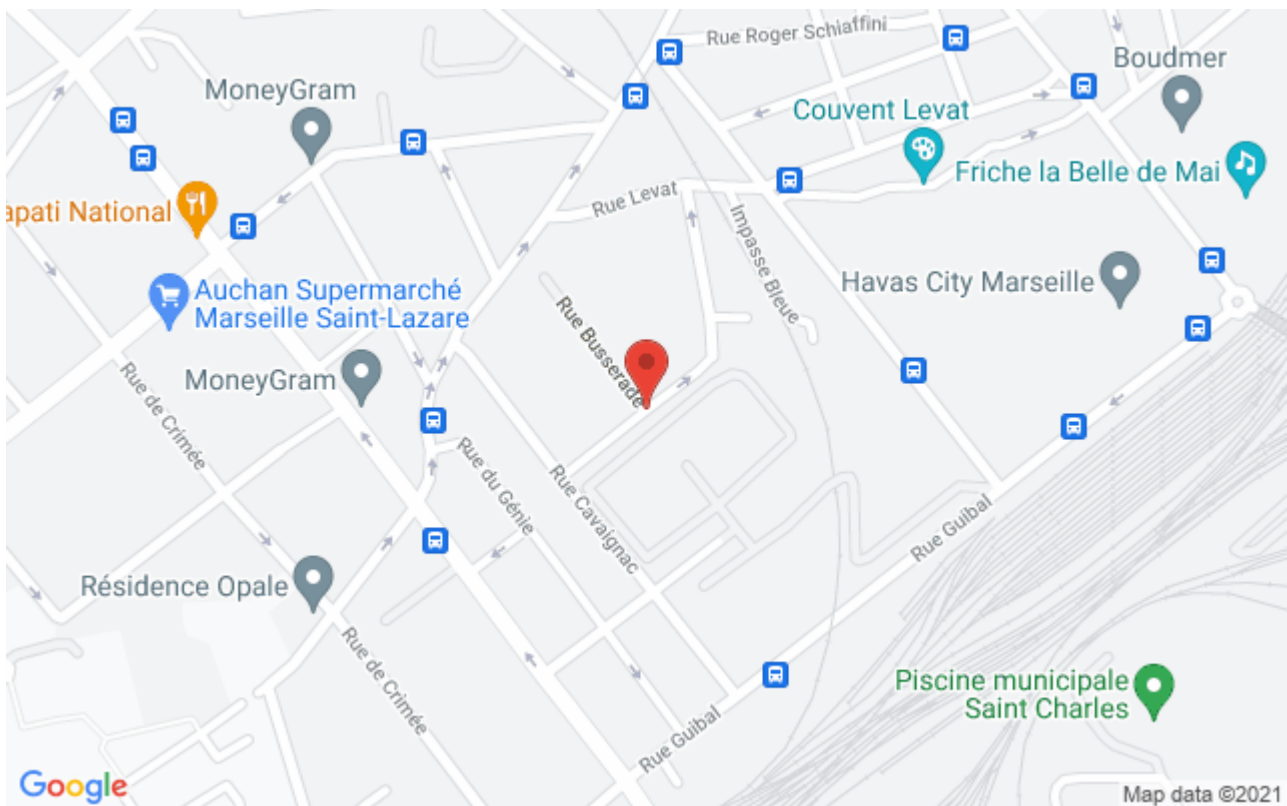 Rue Roger Schiaffini
Boudmer
MoneyGram
Couvent Levat
Friche la Belle de Mai
Rue Levat
apati National
Impasse Bleue
Havas City Marseille
Auchan Supermarché
Marseille Saint-Lazare
Rue Busserade
MoneyGram
Rue de Crimée
Rue du Génie
Rue Cavaignac
Rue Guibal
Résidence Opale
Rue de Crimée
Piscine municipale
Saint Charles
Rue Guibal
Google
Map data ©2021